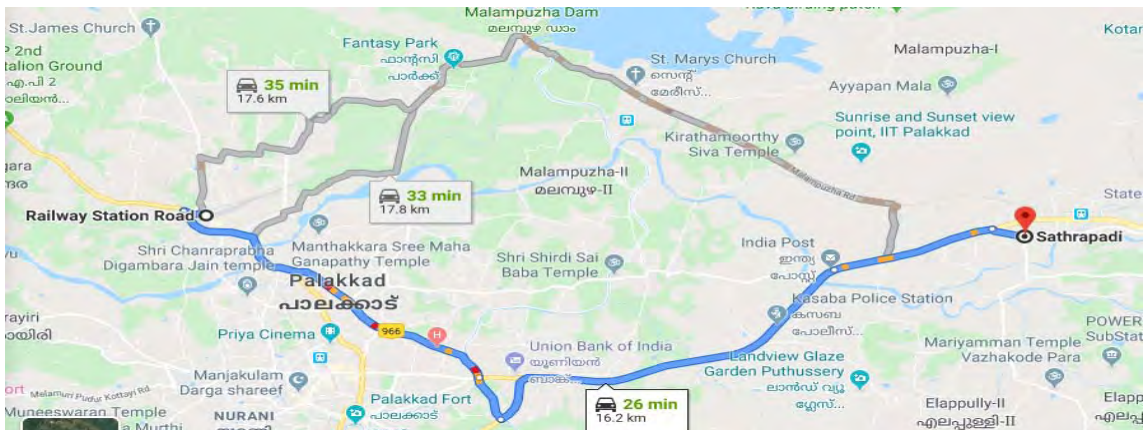 St.James Church
P 2nd
talion Ground
എ.പി 2
ാലിയൻ...
Fantasy Park
ഫാന്റസി
പാർക്ക്
Malampuzha Dam
മലമ്പുഴ ഡാം
St. Marys Church
സെന്റ്
മേരീസ്...
Malampuzha-I
Kotar
Ayyapan Mala
Sunrise and Sunset view
point, IIT Palakkad
35 min
17.6 km
Kirathamoorthy
Siva Temple
Malampuzha-II
മലമ്പുഴ-II
Malampuzha Rd
33 min
17.8 km
State
Railway Station Road
Sathrapadi
Manthakkara Sree Maha
Ganapathy Temple
Shri Chanraprabha
Digambara Jain temple
Shri Shirdi Sai
Baba Temple
India Post
ഇന്ത്യ
പോസ്റ്റ്
Palakkad
പാലക്കാട്
Kasaba Police Station
കസബ
പോലീസ്...
966
H
Priya Cinema
Union Bank of India
യൂണിയൻ
ബാങ്ക്...
Landview Glaze
Garden Puthussery
ലാൻഡ് വ്യൂ
ഗ്ലേസ്...
POWER
SubStat
Mariyamman Temple
Vazhakode Para
Manjakulam
Darga shareef
26 min
16.2 km
Palakkad Fort
പാലക്കാട്
Muneeswaran Temple
NURANI
a Murthi
Elappully-II
എലപ്പുള്ളി-II
Elapp